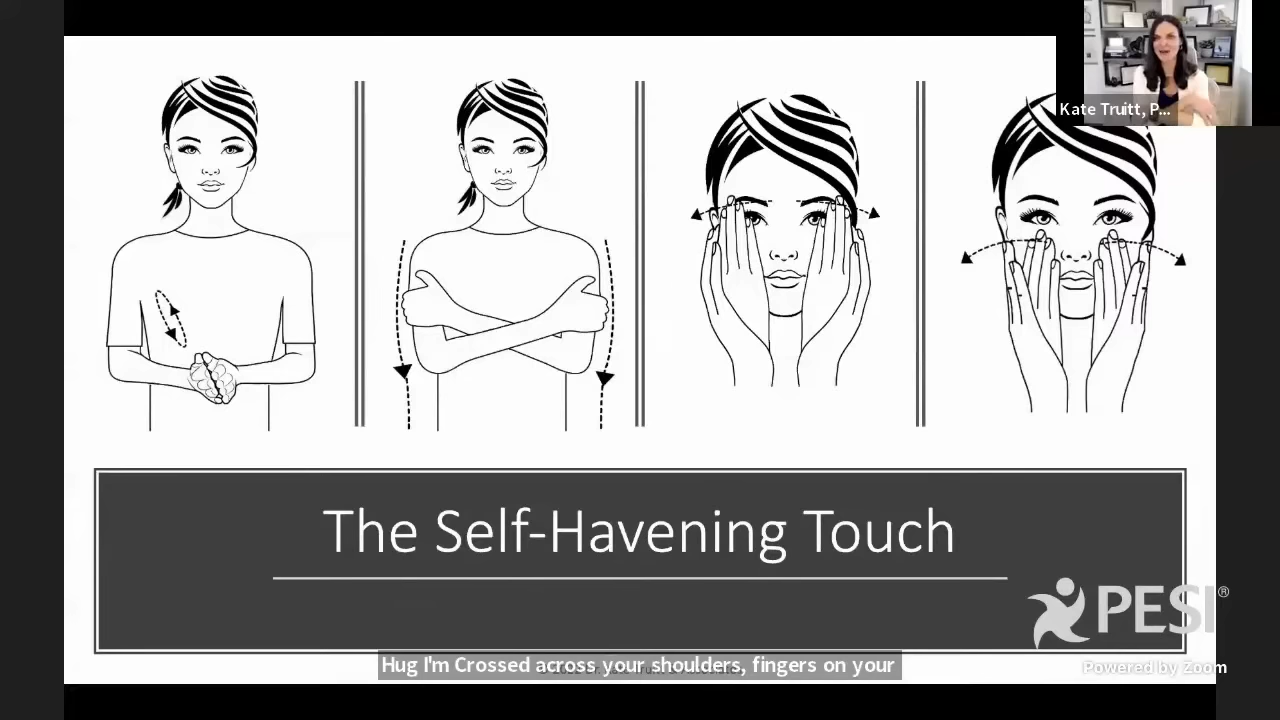 Kate Truitt, P...
The Self-Havening Touch
PESI®
Hug I'm Crossed across your shoulders, fingers on your
Powered by Zoom